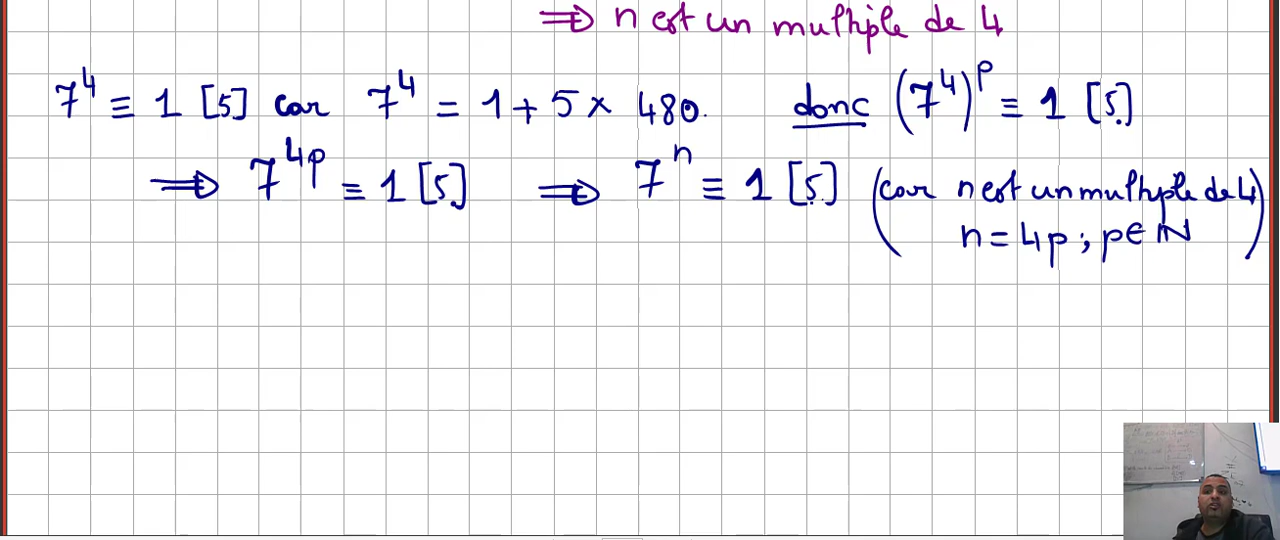 ⇒ n est un multiple de 4
7⁴ ≡ 1 [5] car 7⁴ = 1 + 5 × 480. donc (7⁴)ᵖ ≡ 1 [5]
⇒ 7⁴ᵖ ≡ 1 [5] ⇒ 7ⁿ ≡ 1 [5] (car n est un multiple de 4
n = 4p ; p ∈ ℕ)